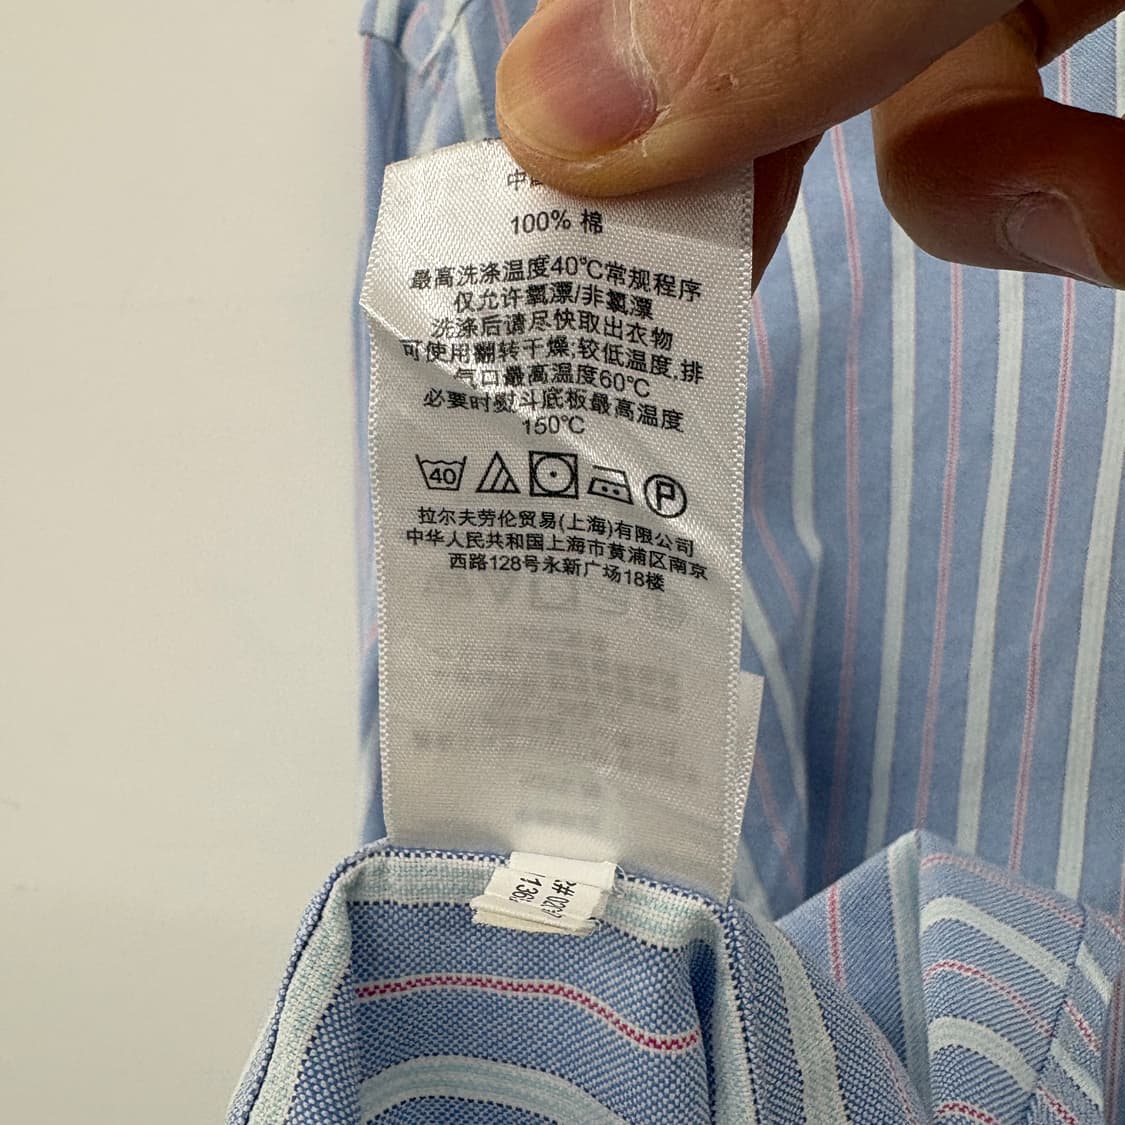 100% 棉
最高洗涤温度40℃常规程序
仅允许氧漂/非氯漂
洗涤后请尽快取出衣物
可使用翻转干燥,较低温度,排
气口最高温度60℃
必要时熨斗底板最高温度
150℃
40
P
拉尔夫劳伦贸易(上海)有限公司
中华人民共和国上海市黄浦区南京
西路128号永新广场18楼